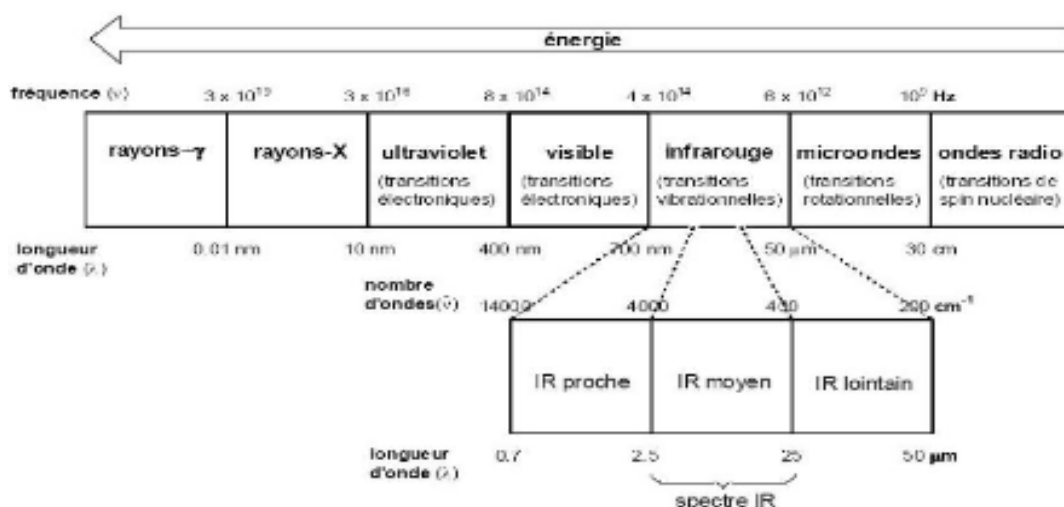 énergie
fréquence (ν) 3 x 10¹⁹ 3 x 10¹⁶ 8 x 10¹⁴ 4 x 10¹⁴ 6 x 10¹² 10⁹ Hz
rayons-γ rayons-X ultraviolet visible infrarouge microondes ondes radio
(transitions (transitions (transitions (transitions (transitions de
électroniques) électroniques) vibrationnelles) rotationnelles) spin nucléaire)
longueur 0.01 nm 10 nm 400 nm 700 nm 50 μm 30 cm
d'onde (λ)
nombre
d'ondes(ν̄) 14000 4000 400 200 cm⁻¹
IR proche IR moyen IR lointain
longueur 0.7 2.5 25 50 μm
d'onde (λ)
spectre IR